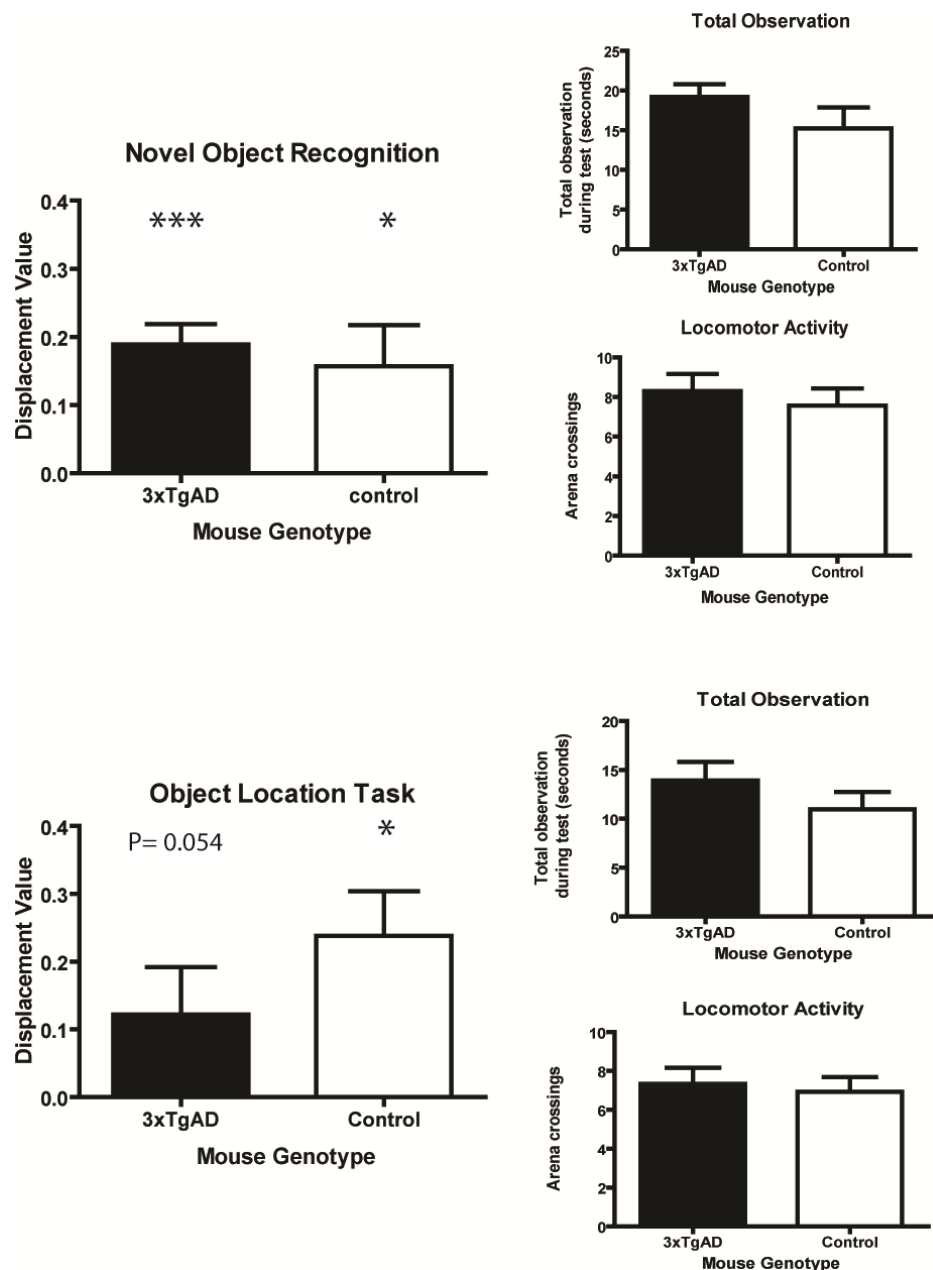 Novel Object Recognition
Displacement Value
0.4
0.3
0.2
0.1
0.0
***
*
3xTgAD
control
Mouse Genotype
Total Observation
Total observation
during test (seconds)
25
20
15
10
5
0
3xTgAD
Control
Mouse Genotype
Locomotor Activity
Arena crossings
10
8
6
4
2
0
3xTgAD
Control
Mouse Genotype
Object Location Task
Displacement Value
0.4
0.3
0.2
0.1
0.0
P= 0.054
*
3xTgAD
Control
Mouse Genotype
Total Observation
Total observation
during test (seconds)
20
15
10
5
0
3xTgAD
Control
Mouse Genotype
Locomotor Activity
Arena crossings
10
8
6
4
2
0
3xTgAD
Control
Mouse Genotype